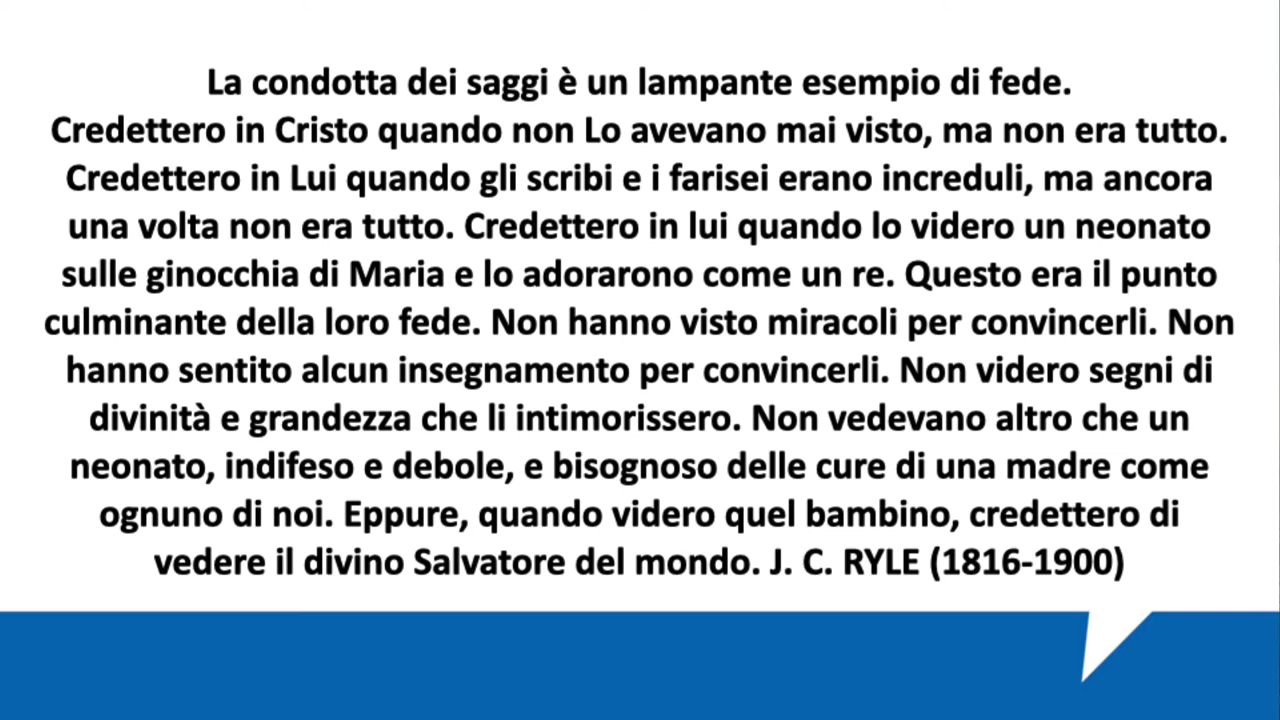 La condotta dei saggi è un lampante esempio di fede.
Credettero in Cristo quando non Lo avevano mai visto, ma non era tutto.
Credettero in Lui quando gli scribi e i farisei erano increduli, ma ancora
una volta non era tutto. Credettero in lui quando lo videro un neonato
sulle ginocchia di Maria e lo adorarono come un re. Questo era il punto
culminante della loro fede. Non hanno visto miracoli per convincerli. Non
hanno sentito alcun insegnamento per convincerli. Non videro segni di
divinità e grandezza che li intimorissero. Non vedevano altro che un
neonato, indifeso e debole, e bisognoso delle cure di una madre come
ognuno di noi. Eppure, quando videro quel bambino, credettero di
vedere il divino Salvatore del mondo. J. C. RYLE (1816-1900)